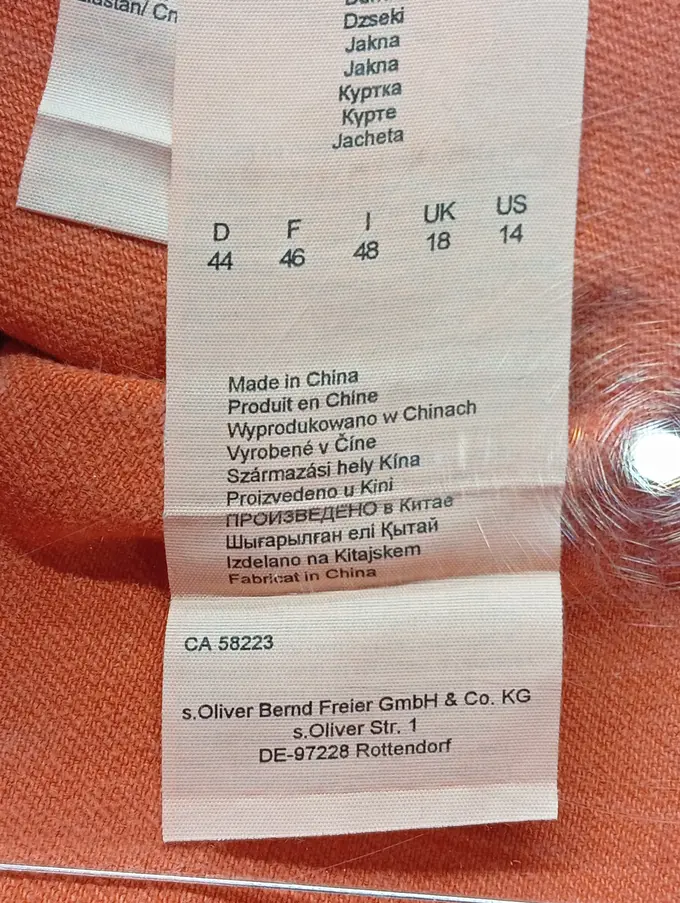 Dzseki
Jakna
Jakna
Куртка
Курте
Jacheta
D F I UK US
44 46 48 18 14
Made in China
Produit en Chine
Wyprodukowano w Chinach
Vyrobené v Číne
Származási hely Kína
Proizvedeno u Kini
ПРОИЗВЕДЕНО в Китае
Шығарылған елі Қытай
Izdelano na Kitajskem
Fabricat in China
CA 58223
s.Oliver Bernd Freier GmbH & Co. KG
s.Oliver Str. 1
DE-97228 Rottendorf